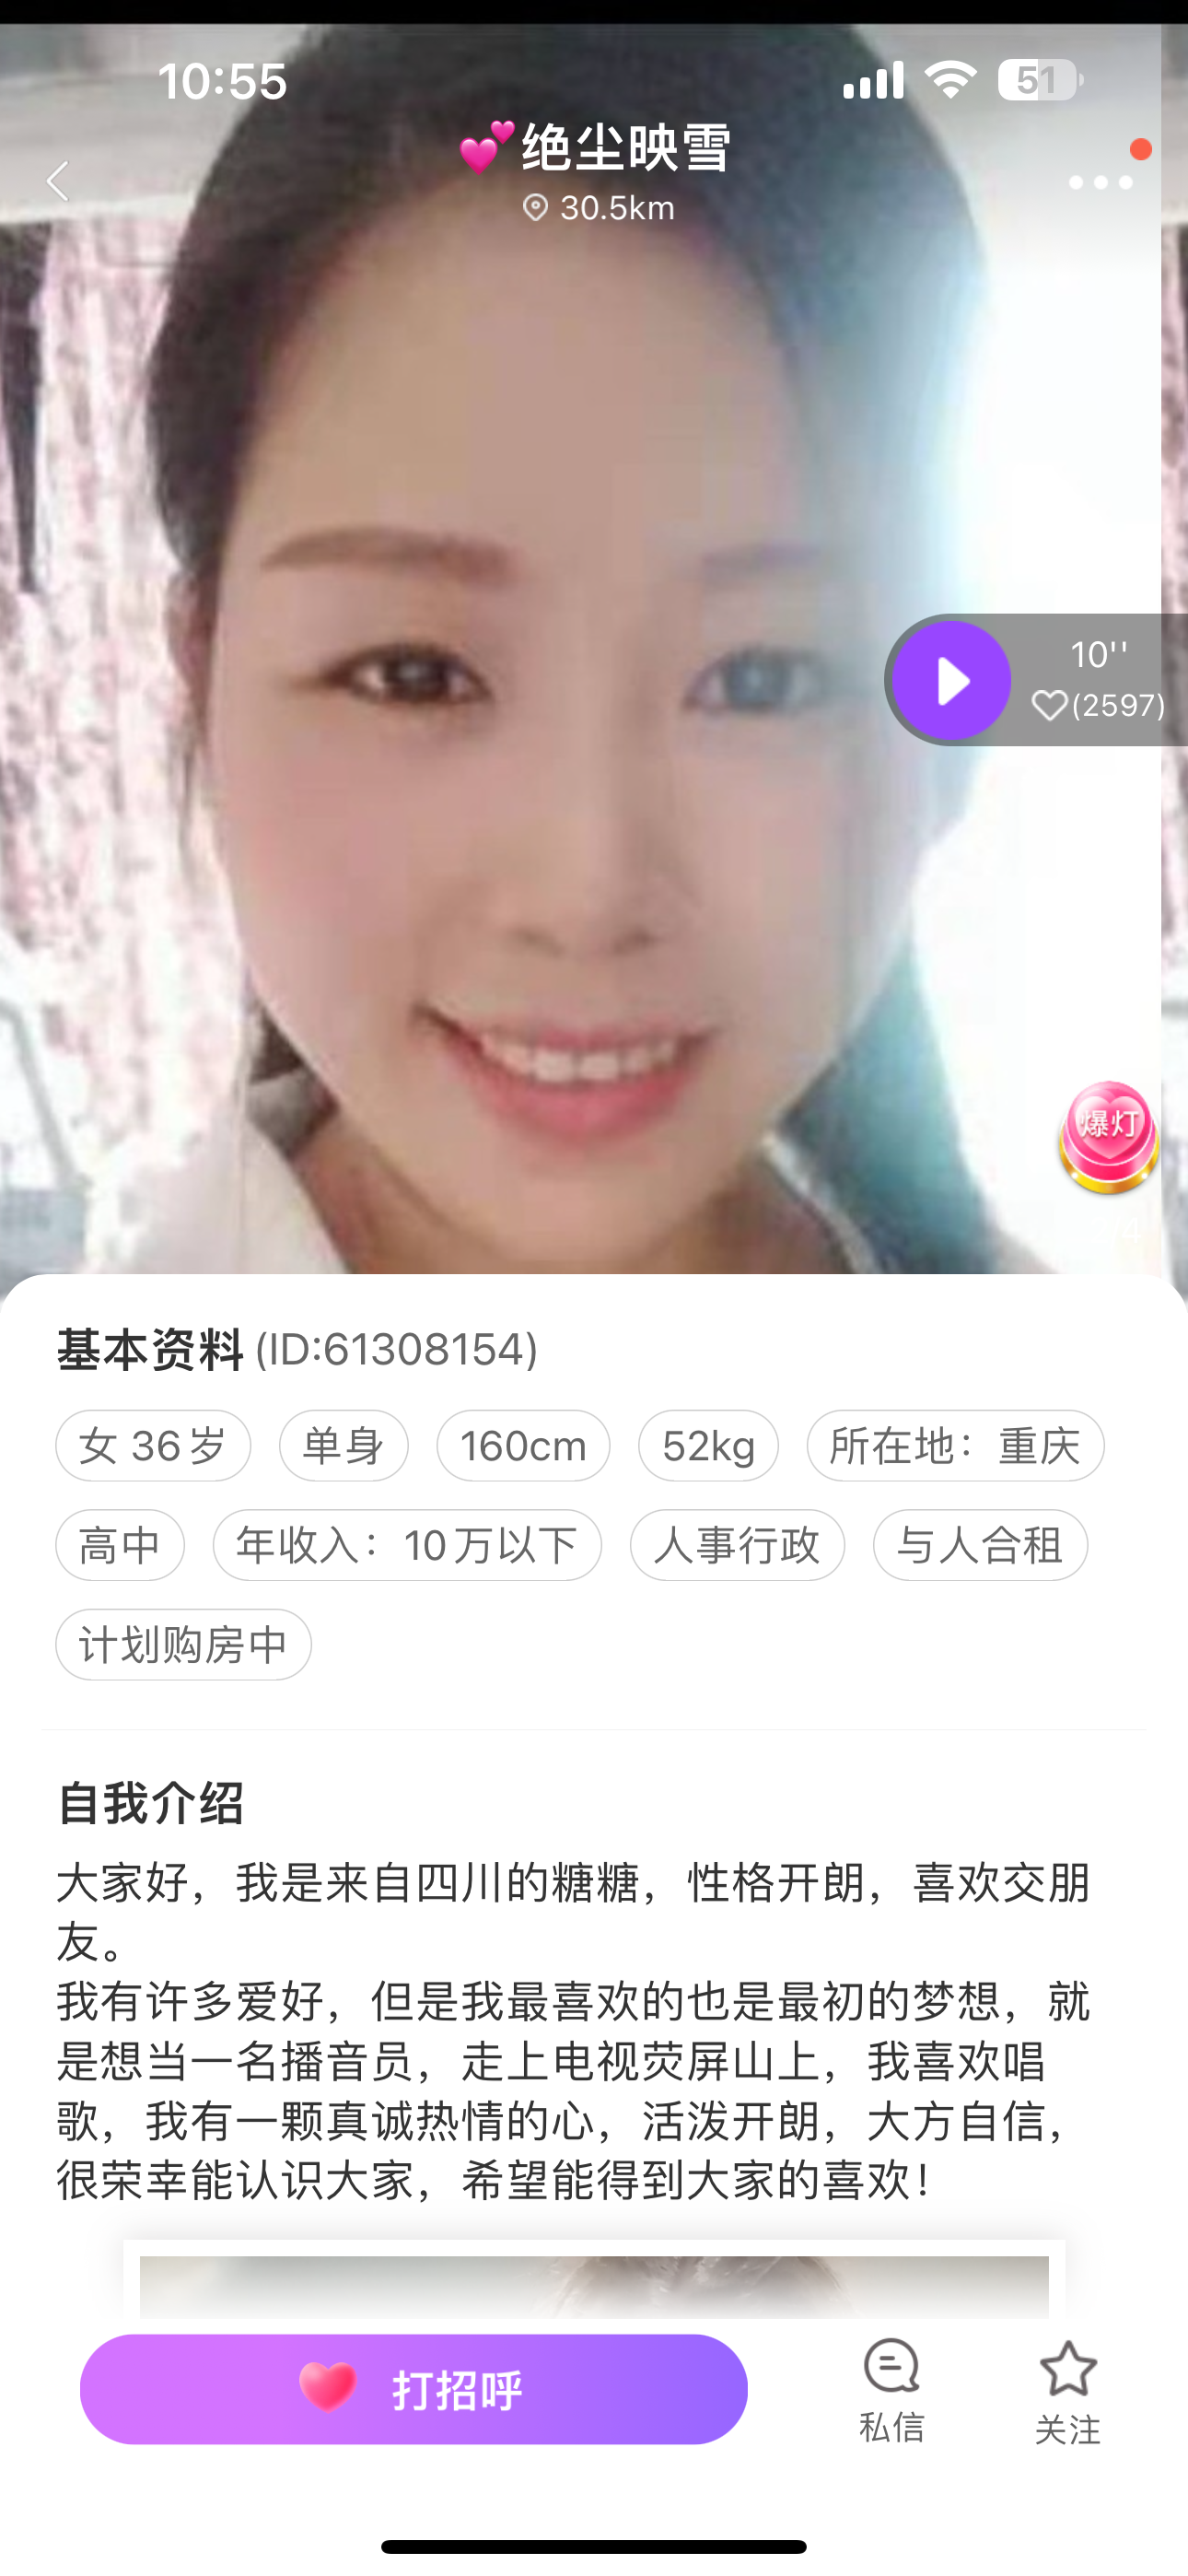 10:55
51
💕绝尘映雪
30.5km
10''
(2597)
爆灯
基本资料 (ID:61308154)
女 36岁 单身 160cm 52kg 所在地：重庆
高中 年收入：10万以下 人事行政 与人合租
计划购房中
自我介绍
大家好，我是来自四川的糖糖，性格开朗，喜欢交朋
友。
我有许多爱好，但是我最喜欢的也是最初的梦想，就
是想当一名播音员，走上电视荧屏山上，我喜欢唱
歌，我有一颗真诚热情的心，活泼开朗，大方自信，
很荣幸能认识大家，希望能得到大家的喜欢！
打招呼
私信
关注